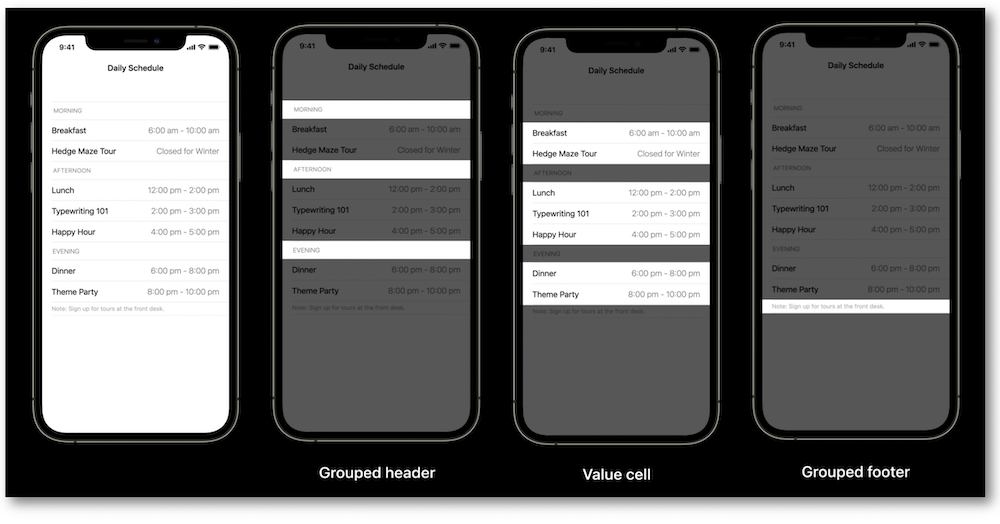 9:41
Daily Schedule
MORNING
Breakfast 6:00 am - 10:00 am
Hedge Maze Tour Closed for Winter
AFTERNOON
Lunch 12:00 pm - 2:00 pm
Typewriting 101 2:00 pm - 3:00 pm
Happy Hour 4:00 pm - 5:00 pm
EVENING
Dinner 6:00 pm - 8:00 pm
Theme Party 8:00 pm - 10:00 pm
Note: Sign up for tours at the front desk.
9:41
Daily Schedule
MORNING
Breakfast 6:00 am - 10:00 am
Hedge Maze Tour Closed for Winter
AFTERNOON
Lunch 12:00 pm - 2:00 pm
Typewriting 101 2:00 pm - 3:00 pm
Happy Hour 4:00 pm - 5:00 pm
EVENING
Dinner 6:00 pm - 8:00 pm
Theme Party 8:00 pm - 10:00 pm
Note: Sign up for tours at the front desk.
Grouped header
9:41
Daily Schedule
MORNING
Breakfast 6:00 am - 10:00 am
Hedge Maze Tour Closed for Winter
AFTERNOON
Lunch 12:00 pm - 2:00 pm
Typewriting 101 2:00 pm - 3:00 pm
Happy Hour 4:00 pm - 5:00 pm
EVENING
Dinner 6:00 pm - 8:00 pm
Theme Party 8:00 pm - 10:00 pm
Note: Sign up for tours at the front desk.
Value cell
9:41
Daily Schedule
MORNING
Breakfast 6:00 am - 10:00 am
Hedge Maze Tour Closed for Winter
AFTERNOON
Lunch 12:00 pm - 2:00 pm
Typewriting 101 2:00 pm - 3:00 pm
Happy Hour 4:00 pm - 5:00 pm
EVENING
Dinner 6:00 pm - 8:00 pm
Theme Party 8:00 pm - 10:00 pm
Note: Sign up for tours at the front desk.
Grouped footer